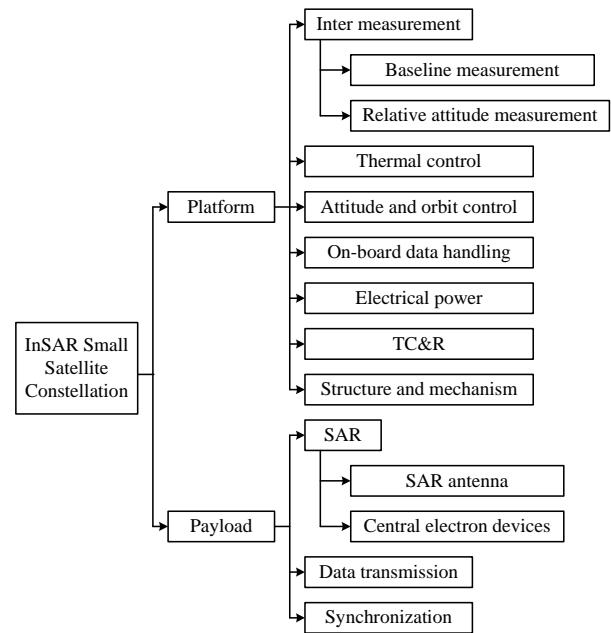 Inter measurement
Baseline measurement
Relative attitude measurement
Thermal control
Platform
Attitude and orbit control
On-board data handling
Electrical power
InSAR Small
Satellite
Constellation
TC&R
Structure and mechanism
SAR
SAR antenna
Payload
Central electron devices
Data transmission
Synchronization